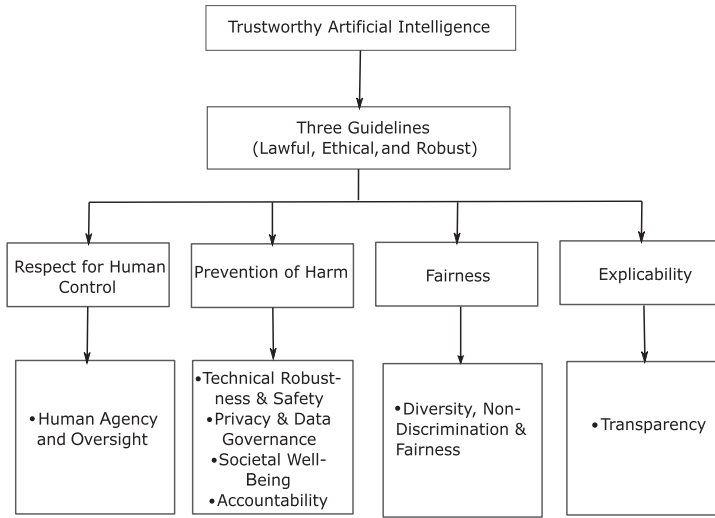 Trustworthy Artificial Intelligence
Three Guidelines
(Lawful, Ethical, and Robust)
Respect for Human
Control
Prevention of Harm
Fairness
Explicability
•Human Agency
and Oversight
•Technical Robust-
ness & Safety
•Privacy & Data
Governance
•Societal Well-
Being
•Accountability
•Diversity, Non-
Discrimination &
Fairness
•Transparency